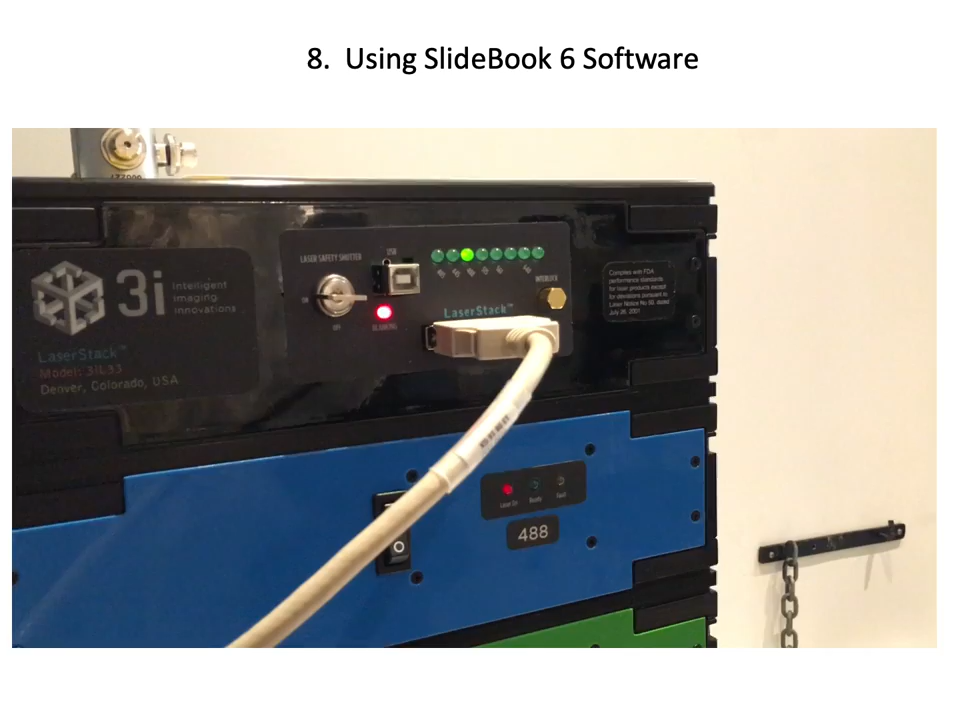 8. Using SlideBook 6 Software
172000
3i
Intelligent
Imaging
Innovations
LaserStack™
Model: 3iL33
Denver, Colorado, USA
LASER SAFETY SHUTTER
ON
OFF
USB
BLANKING
INTERLOCK
LaserStack™
Complies with FDA
performance standards
for laser products except
for deviations pursuant to
Laser Notice No 50, dated
July 26, 2001
Laser On
Ready
Fault
488
O